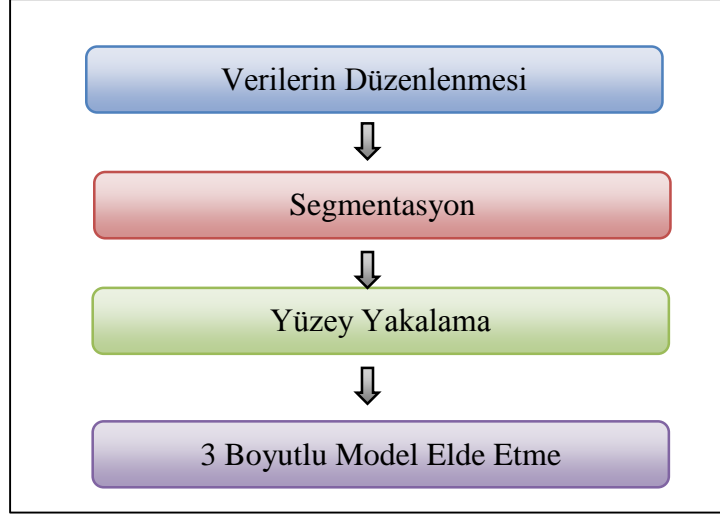 Verilerin Düzenlenmesi
Segmentasyon
Yüzey Yakalama
3 Boyutlu Model Elde Etme